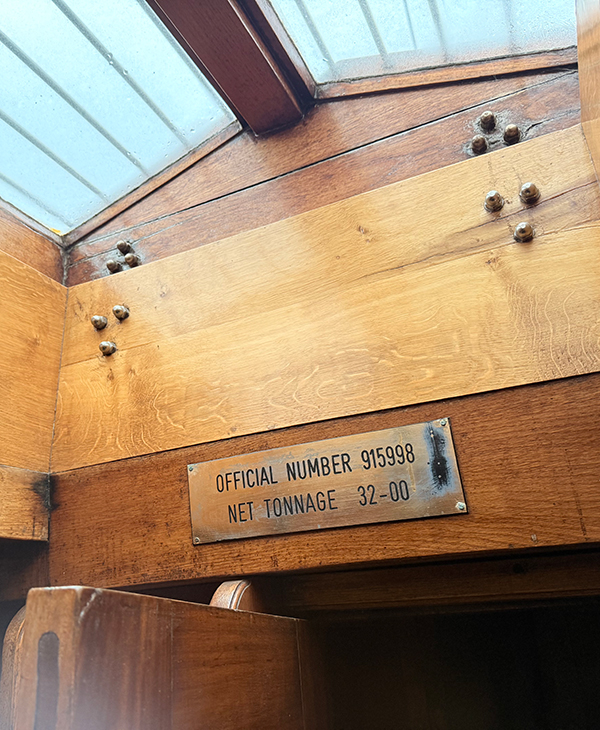 OFFICIAL NUMBER 915998
NET TONNAGE 32-00